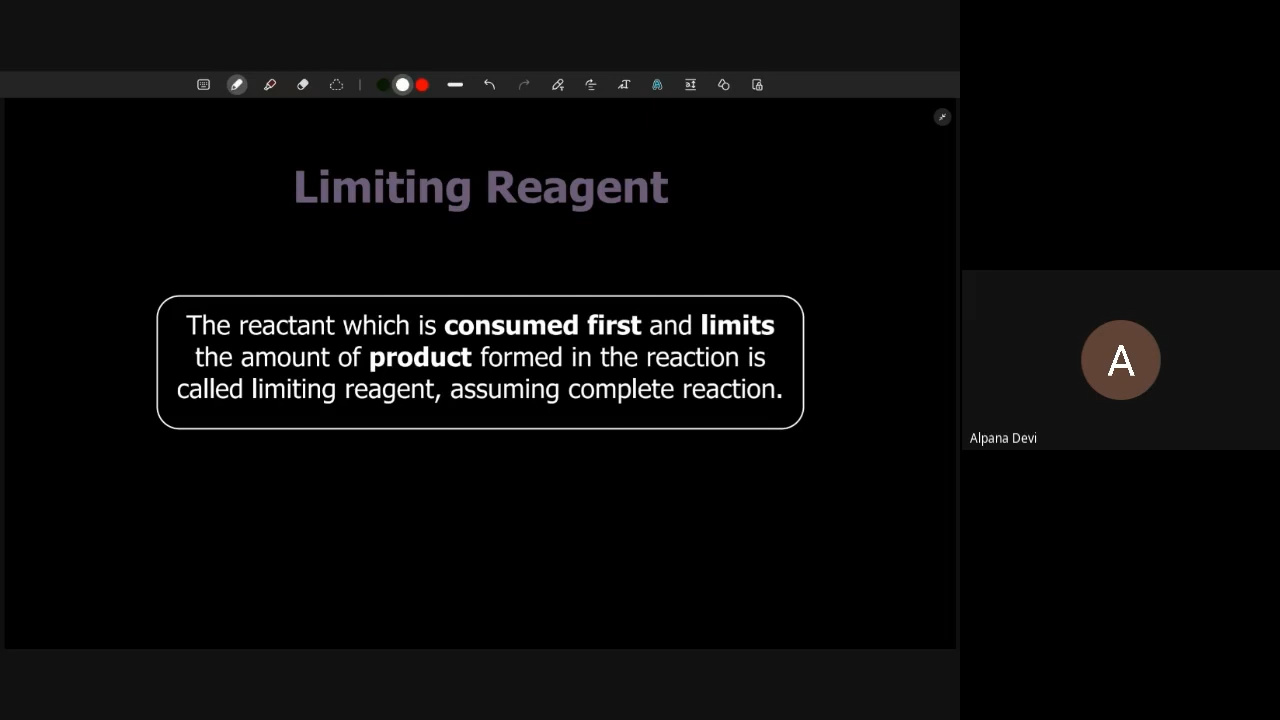 Limiting Reagent
The reactant which is consumed first and limits
the amount of product formed in the reaction is
called limiting reagent, assuming complete reaction.
A
Alpana Devi